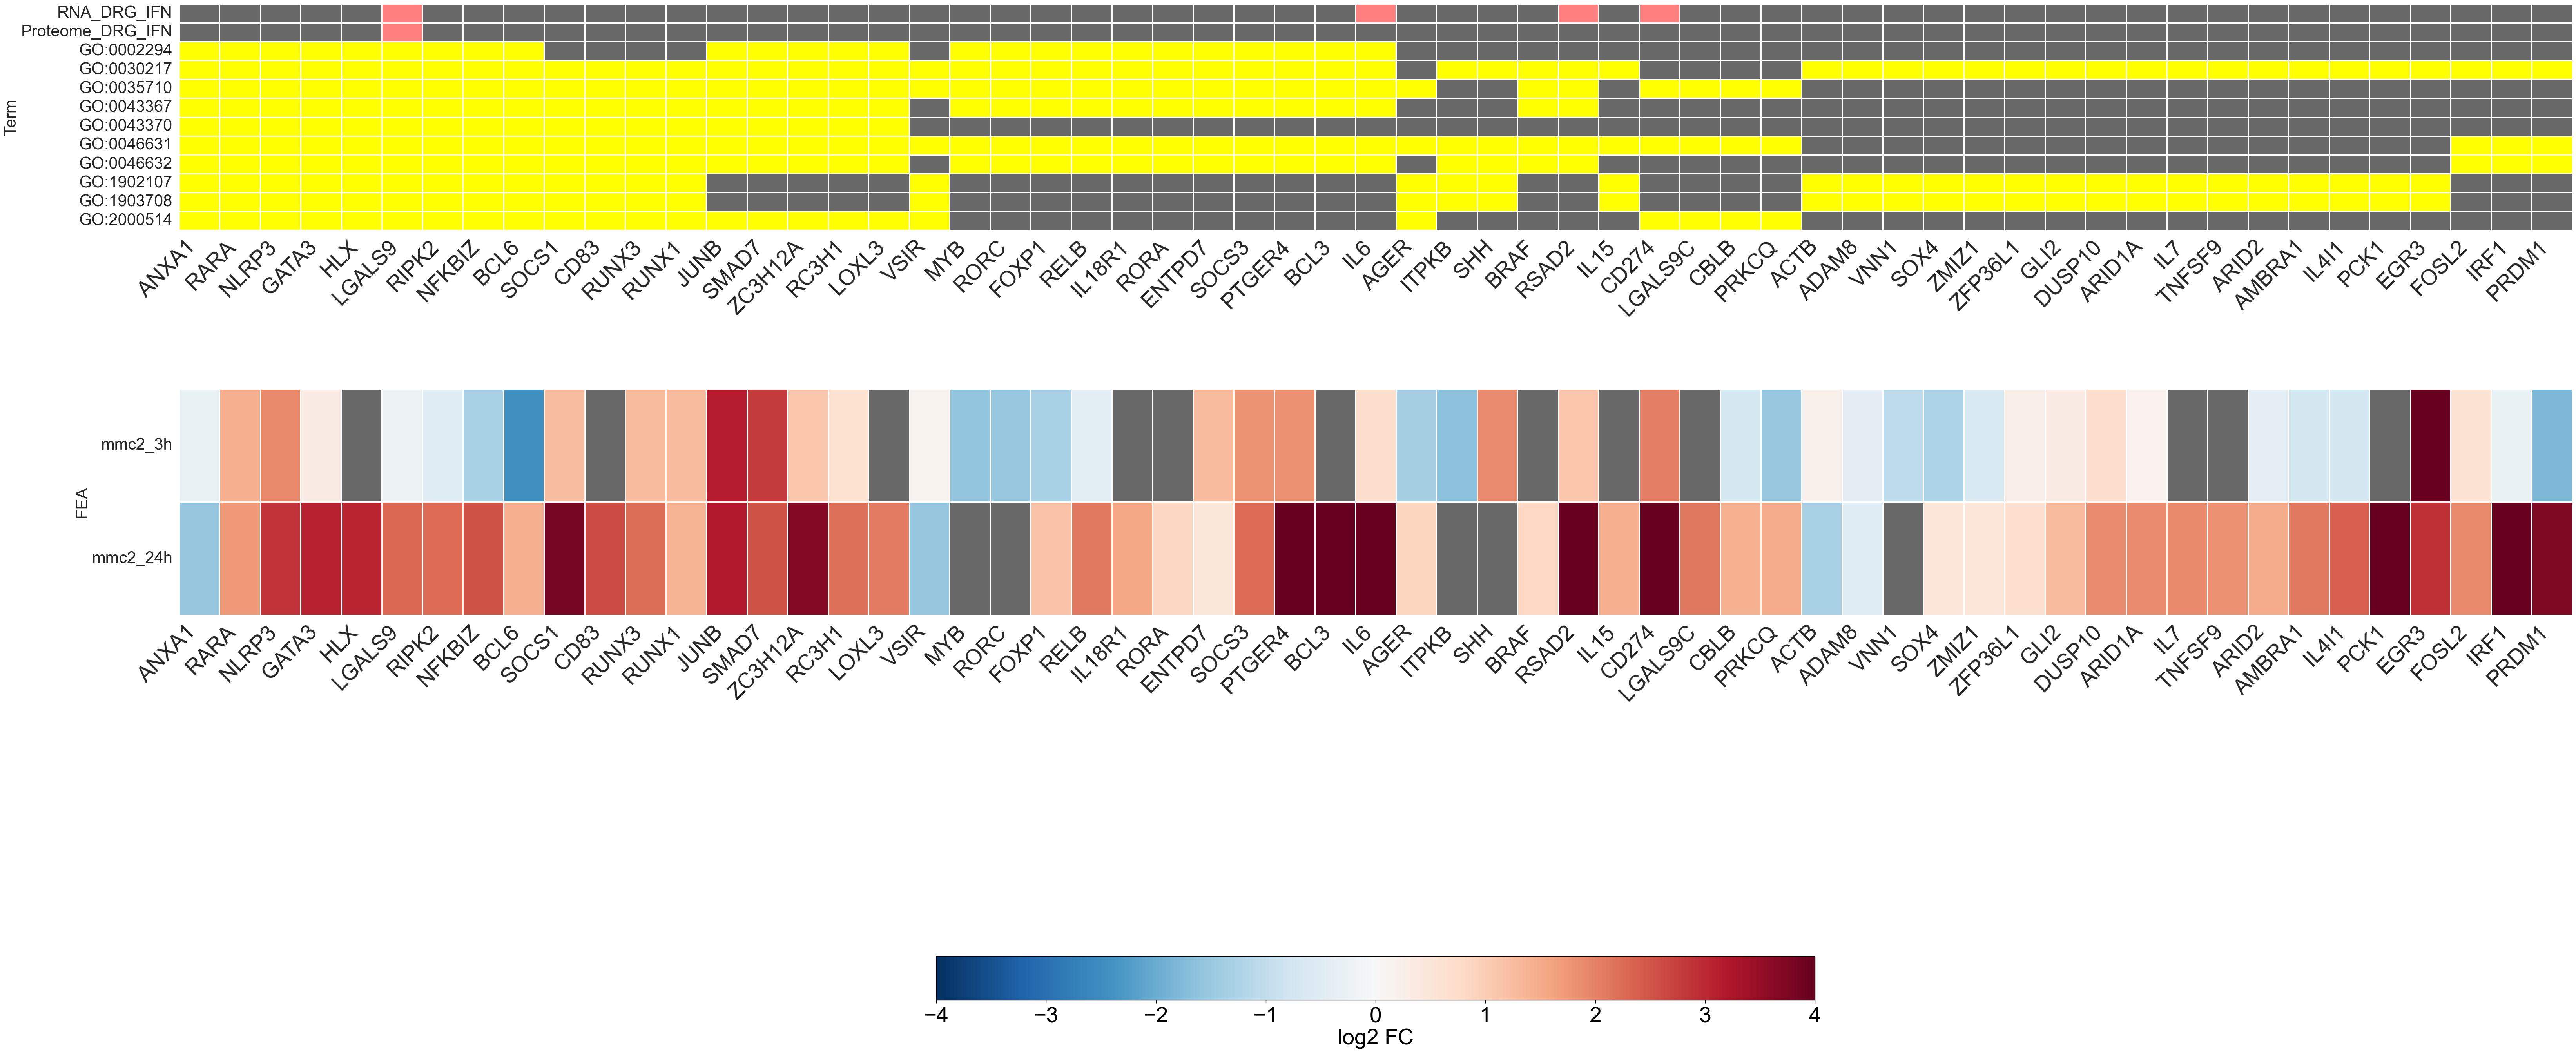 RNA_DRG_IFN
Proteome_DRG_IFN
GO:0002294
GO:0030217
GO:0035710
GO:0043367
GO:0043370
GO:0046631
GO:0046632
GO:1902107
GO:1903708
GO:2000514
Term
ANXA1 RARA NLRP3 GATA3 HLX LGALS9 RIPK2 NFKBIZ BCL6 SOCS1 CD83 RUNX3 RUNX1 JUNB SMAD7 ZC3H12A RC3H1 LOXL3 VSIR MYB RORC FOXP1 RELB IL18R1 RORA ENTPD7 SOCS3 PTGER4 BCL3 IL6 AGER ITPKB SHH BRAF RSAD2 IL15 CD274 LGALS9C CBLB PRKCQ ACTB ADAM8 VNN1 SOX4 ZMIZ1 ZFP36L1 GLI2 DUSP10 ARID1A IL7 TNFSF9 ARID2 AMBRA1 IL4I1 PCK1 EGR3 FOSL2 IRF1 PRDM1
mmc2_3h
mmc2_24h
FEA
ANXA1 RARA NLRP3 GATA3 HLX LGALS9 RIPK2 NFKBIZ BCL6 SOCS1 CD83 RUNX3 RUNX1 JUNB SMAD7 ZC3H12A RC3H1 LOXL3 VSIR MYB RORC FOXP1 RELB IL18R1 RORA ENTPD7 SOCS3 PTGER4 BCL3 IL6 AGER ITPKB SHH BRAF RSAD2 IL15 CD274 LGALS9C CBLB PRKCQ ACTB ADAM8 VNN1 SOX4 ZMIZ1 ZFP36L1 GLI2 DUSP10 ARID1A IL7 TNFSF9 ARID2 AMBRA1 IL4I1 PCK1 EGR3 FOSL2 IRF1 PRDM1
−4 −3 −2 −1 0 1 2 3 4
log2 FC